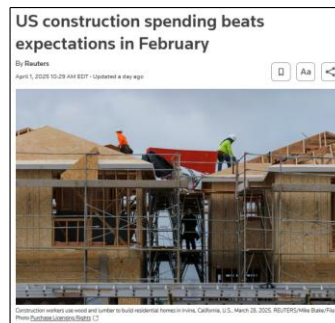 US construction spending beats
expectations in February
By Reuters
April 1, 2025 10:29 AM EDT · Updated a day ago
Aa
Construction workers use wood and lumber to build residential homes in Irvine, California, U.S., March 28, 2025. REUTERS/Mike Blake/File
Photo Purchase Licensing Rights